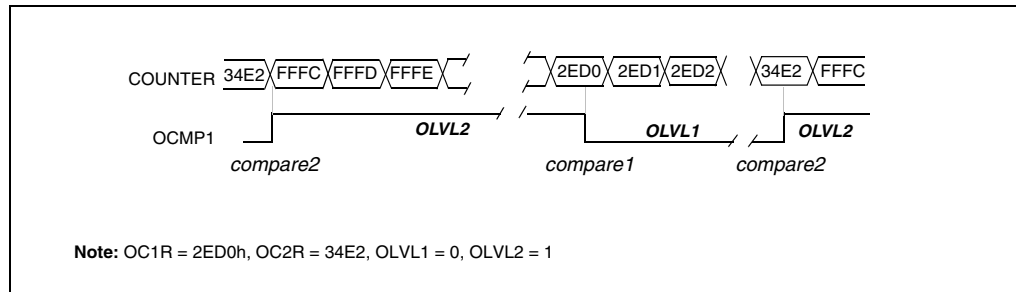 COUNTER 34E2 FFFC FFFD FFFE 2ED0 2ED1 2ED2 34E2 FFFC
OCMP1 OLVL2 OLVL1 OLVL2
compare2 compare1 compare2
Note: OC1R = 2ED0h, OC2R = 34E2, OLVL1 = 0, OLVL2 = 1